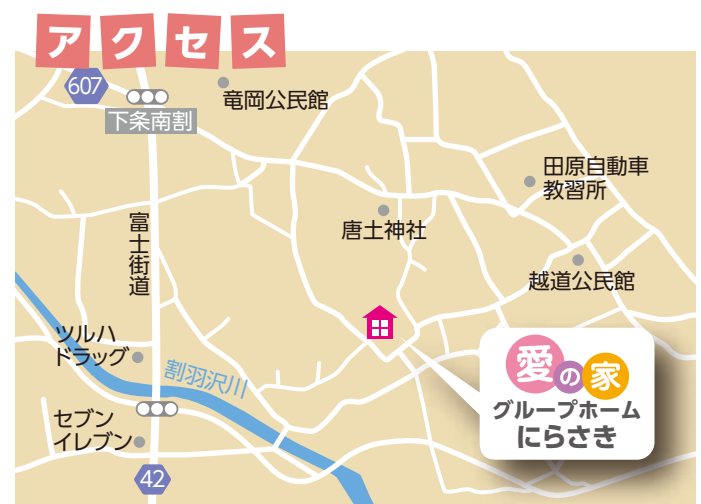 アクセス
607
下条南割
竜岡公民館
田原自動車
教習所
唐土神社
富士街道
越道公民館
ツルハ
ドラッグ
割羽沢川
愛の家
グループホーム
にらさき
セブン
イレブン
42